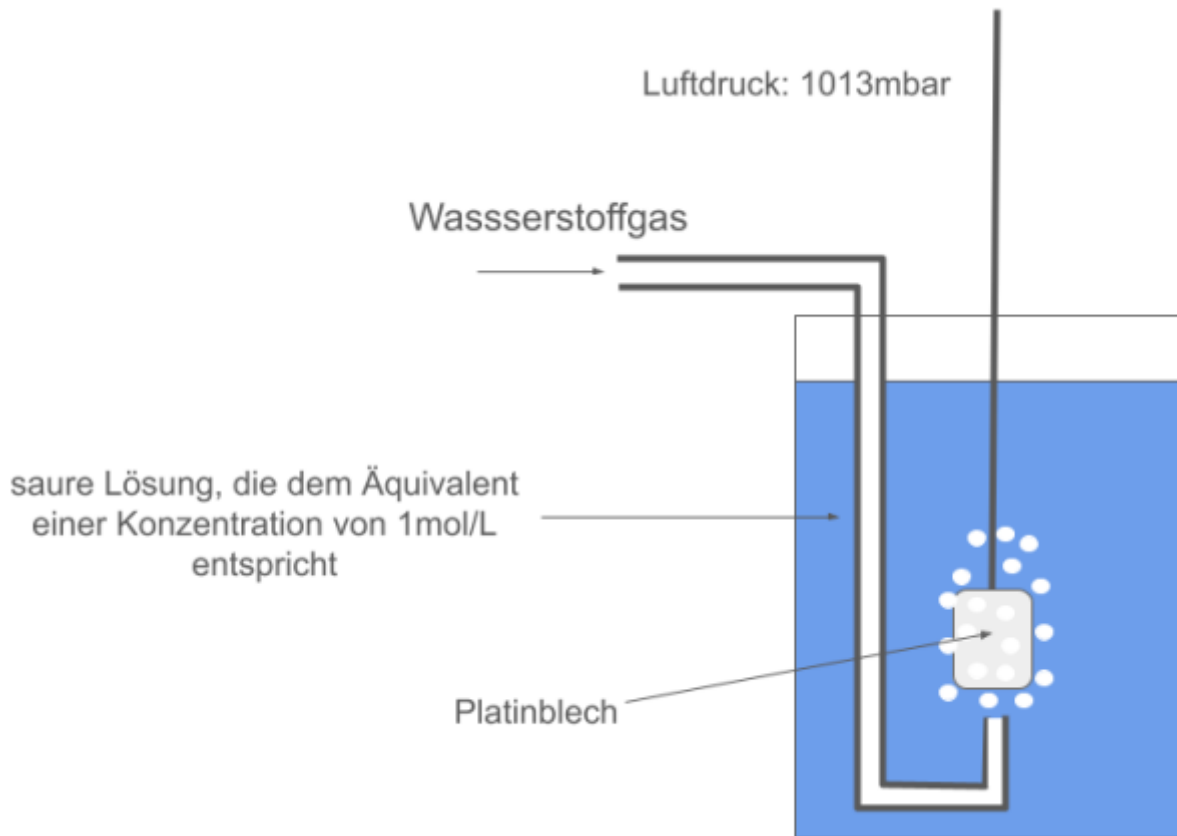 Luftdruck: 1013mbar
Wassserstoffgas
saure Lösung, die dem Äquivalent
einer Konzentration von 1mol/L
entspricht
Platinblech